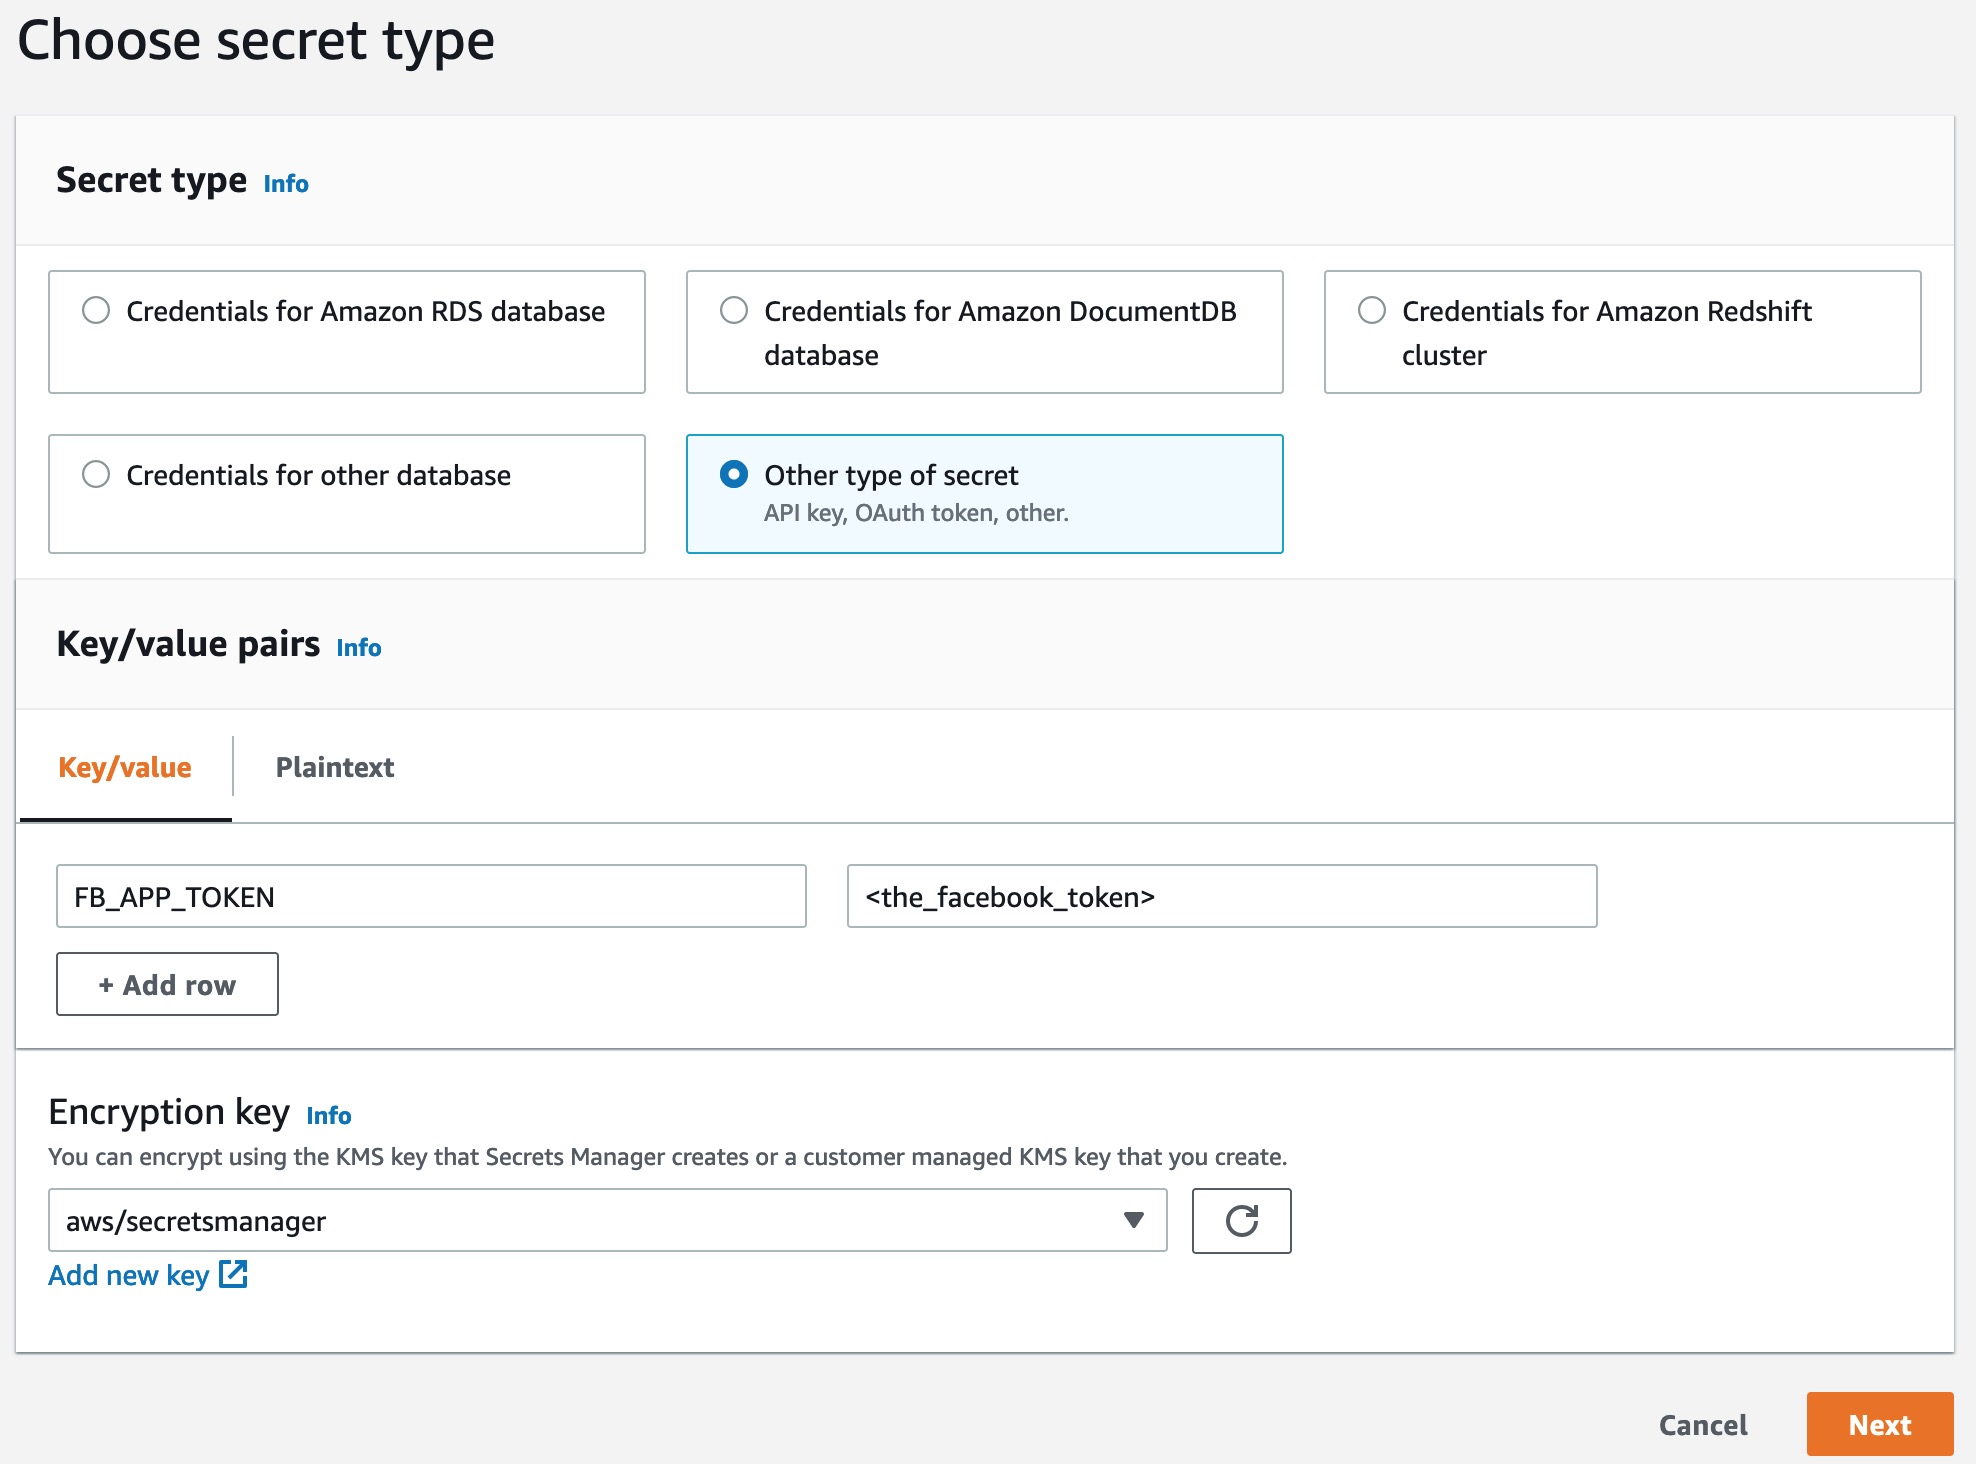 Choose secret type
Secret type Info
Credentials for Amazon RDS database
Credentials for Amazon DocumentDB
database
Credentials for Amazon Redshift
cluster
Credentials for other database
Other type of secret
API key, OAuth token, other.
Key/value pairs Info
Key/value
Plaintext
FB_APP_TOKEN
<the_facebook_token>
+ Add row
Encryption key Info
You can encrypt using the KMS key that Secrets Manager creates or a customer managed KMS key that you create.
aws/secretsmanager
Add new key
Cancel
Next